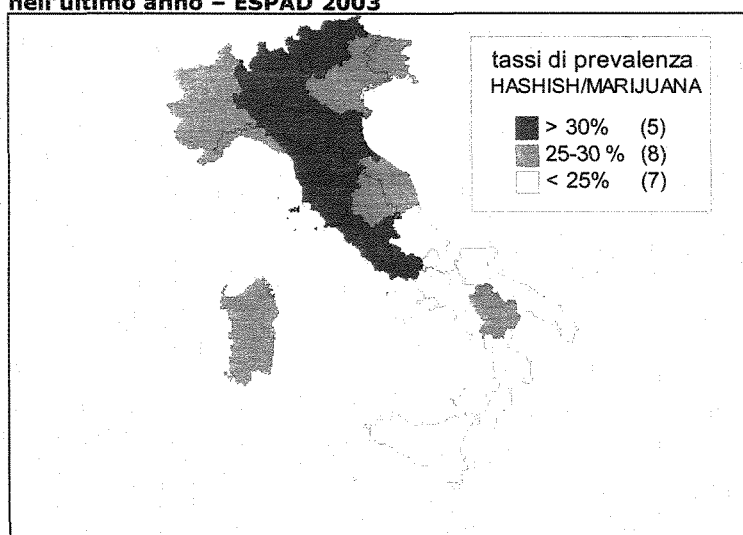 nell'ultimo anno – ESPAD 2003
tassi di prevalenza
HASHISH/MARIJUANA
> 30% (5)
25-30 % (8)
< 25% (7)